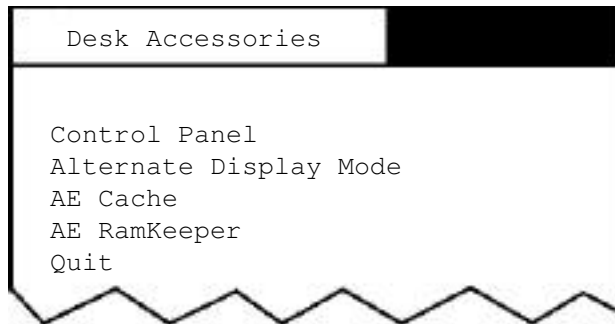 Desk Accessories
Control Panel
Alternate Display Mode
AE Cache
AE RamKeeper
Quit